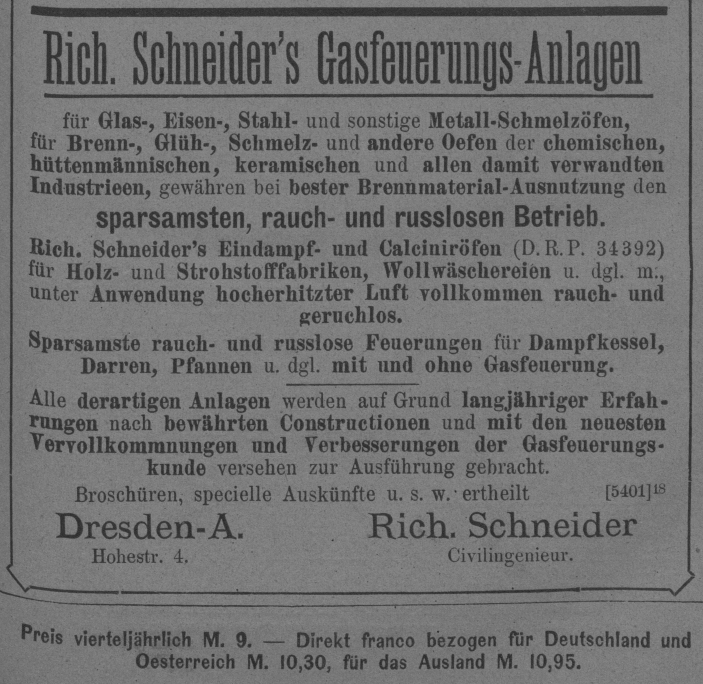 Rich. Schneider's Gasfeuerungs-Anlagen
für Glas-, Eisen-, Stahl- und sonstige Metall-Schmelzöfen,
für Brenn-, Glüh-, Schmelz- und andere Oefen der chemischen,
hüttenmännischen, keramischen und allen damit verwandten
Industrieen, gewähren bei bester Brennmaterial-Ausnutzung den
sparsamsten, rauch- und russlosen Betrieb.
Rich. Schneider's Eindampf- und Calciniröfen (D. R. P. 34392)
für Holz- und Strohstofffabriken, Wollwäschereien u. dgl. m.,
unter Anwendung hocherhitzter Luft vollkommen rauch- und
geruchlos.
Sparsamste rauch- und russlose Feuerungen für Dampfkessel,
Darren, Pfannen u. dgl. mit und ohne Gasfeuerung.
Alle derartigen Anlagen werden auf Grund langjähriger Erfah-
rungen nach bewährten Constructionen und mit den neuesten
Vervollkommnungen und Verbesserungen der Gasfeuerungs-
kunde versehen zur Ausführung gebracht.
Broschüren, specielle Auskünfte u. s. w. ertheilt [5401]18
Dresden-A. Rich. Schneider
Hohestr. 4. Civilingenieur.
Preis vierteljährlich M. 9. — Direkt franco bezogen für Deutschland und
Oesterreich M. 10,30, für das Ausland M. 10,95.